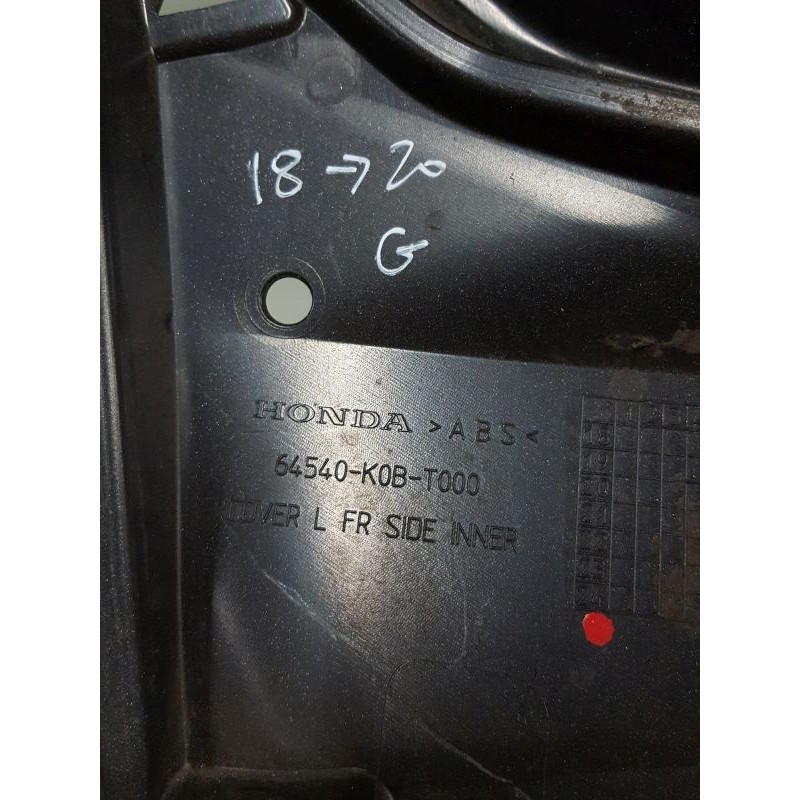 18→20
G
HONDA >ABS<
64540-K0B-T000
COVER L FR SIDE INNER